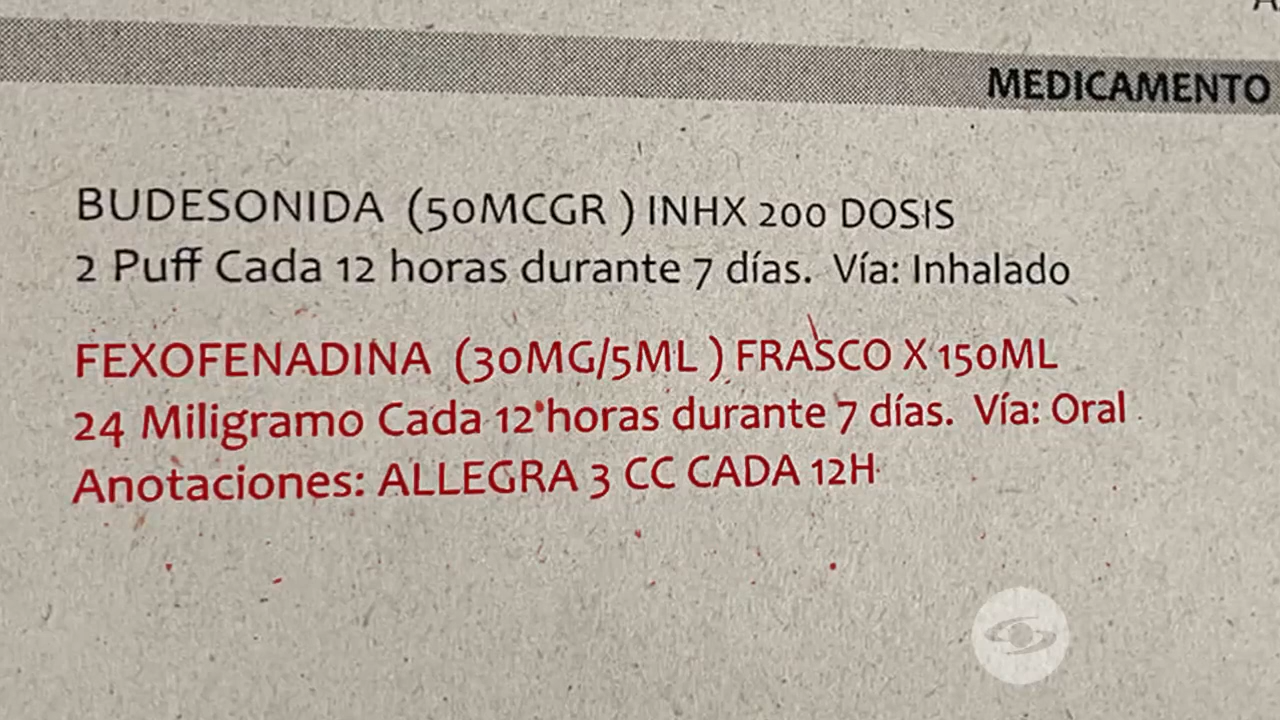 MEDICAMENTO
BUDESONIDA (50MCGR ) INHX 200 DOSIS
2 Puff Cada 12 horas durante 7 días. Vía: Inhalado
FEXOFENADINA (30MG/5ML ) FRASCO X 150ML
24 Miligramo Cada 12 horas durante 7 días. Vía: Oral
Anotaciones: ALLEGRA 3 CC CADA 12H